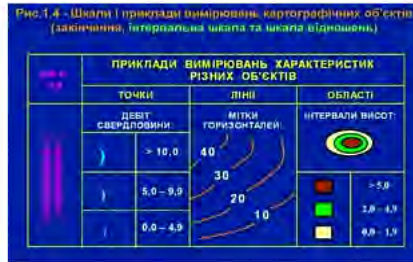 Рис.1.4 - Шкали і приклади вимірювань картографічних об'єктів
(закінчення, інтервальна шкала та шкала відношень)
ПРИКЛАДИ ВИМІРЮВАНЬ ХАРАКТЕРИСТИК
РІЗНИХ ОБ'ЄКТІВ
ТОЧКИ
ЛІНІЇ
ОБЛАСТІ
ДЕБІТ
СВЕРДЛОВИНИ:
> 10,0
5,0 – 9,9
0,0 – 4,9
МІТКИ
ГОРИЗОНТАЛЕЙ:
40
30
20
10
ІНТЕРВАЛИ ВИСОТ:
> 5,0
2,0 – 4,9
0,0 – 1,9